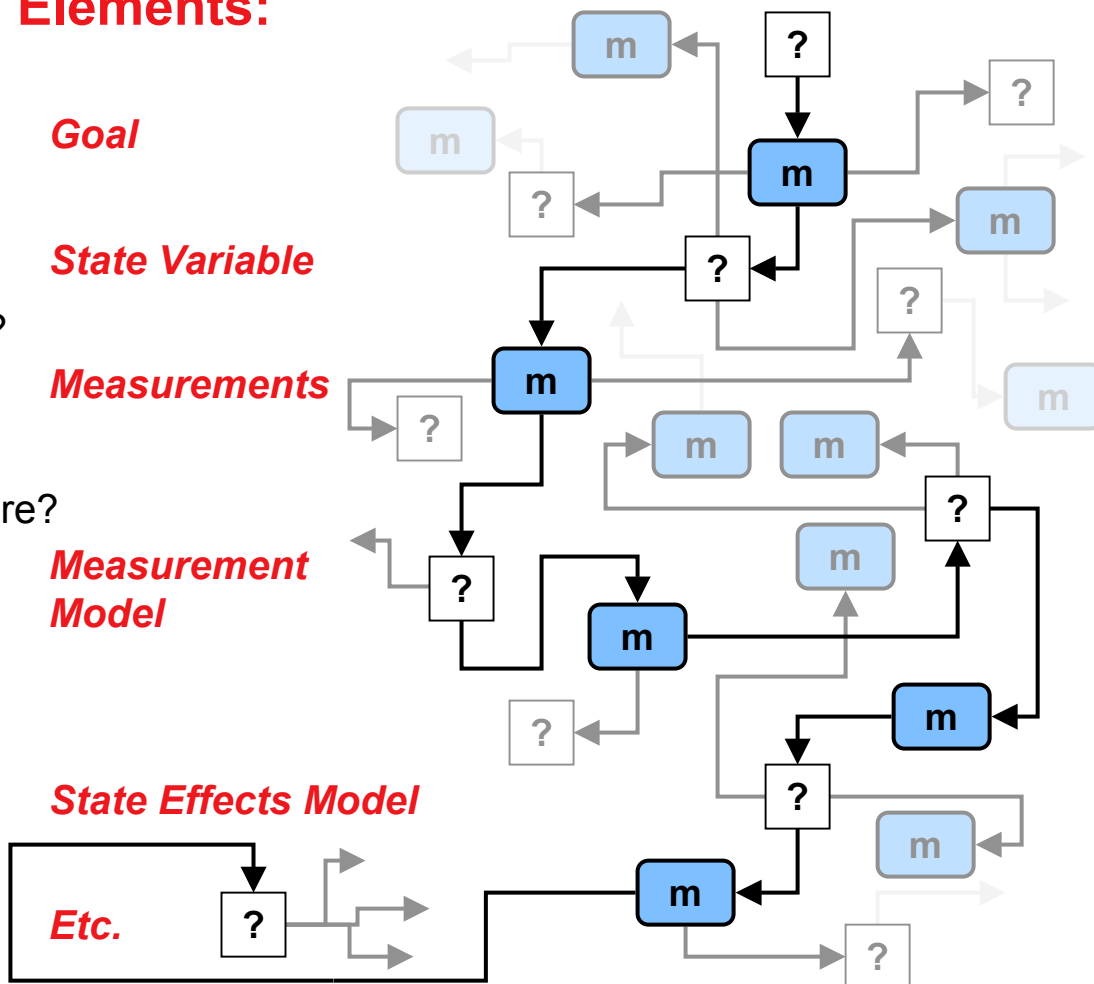 Elements:
m
?
?
Goal
m
m
?
m
State Variable
?
?
?
Measurements
m
m
?
m
m
re?
?
Measurement
Model
m
?
m
m
?
State Effects Model
?
m
m
Etc.
?
?